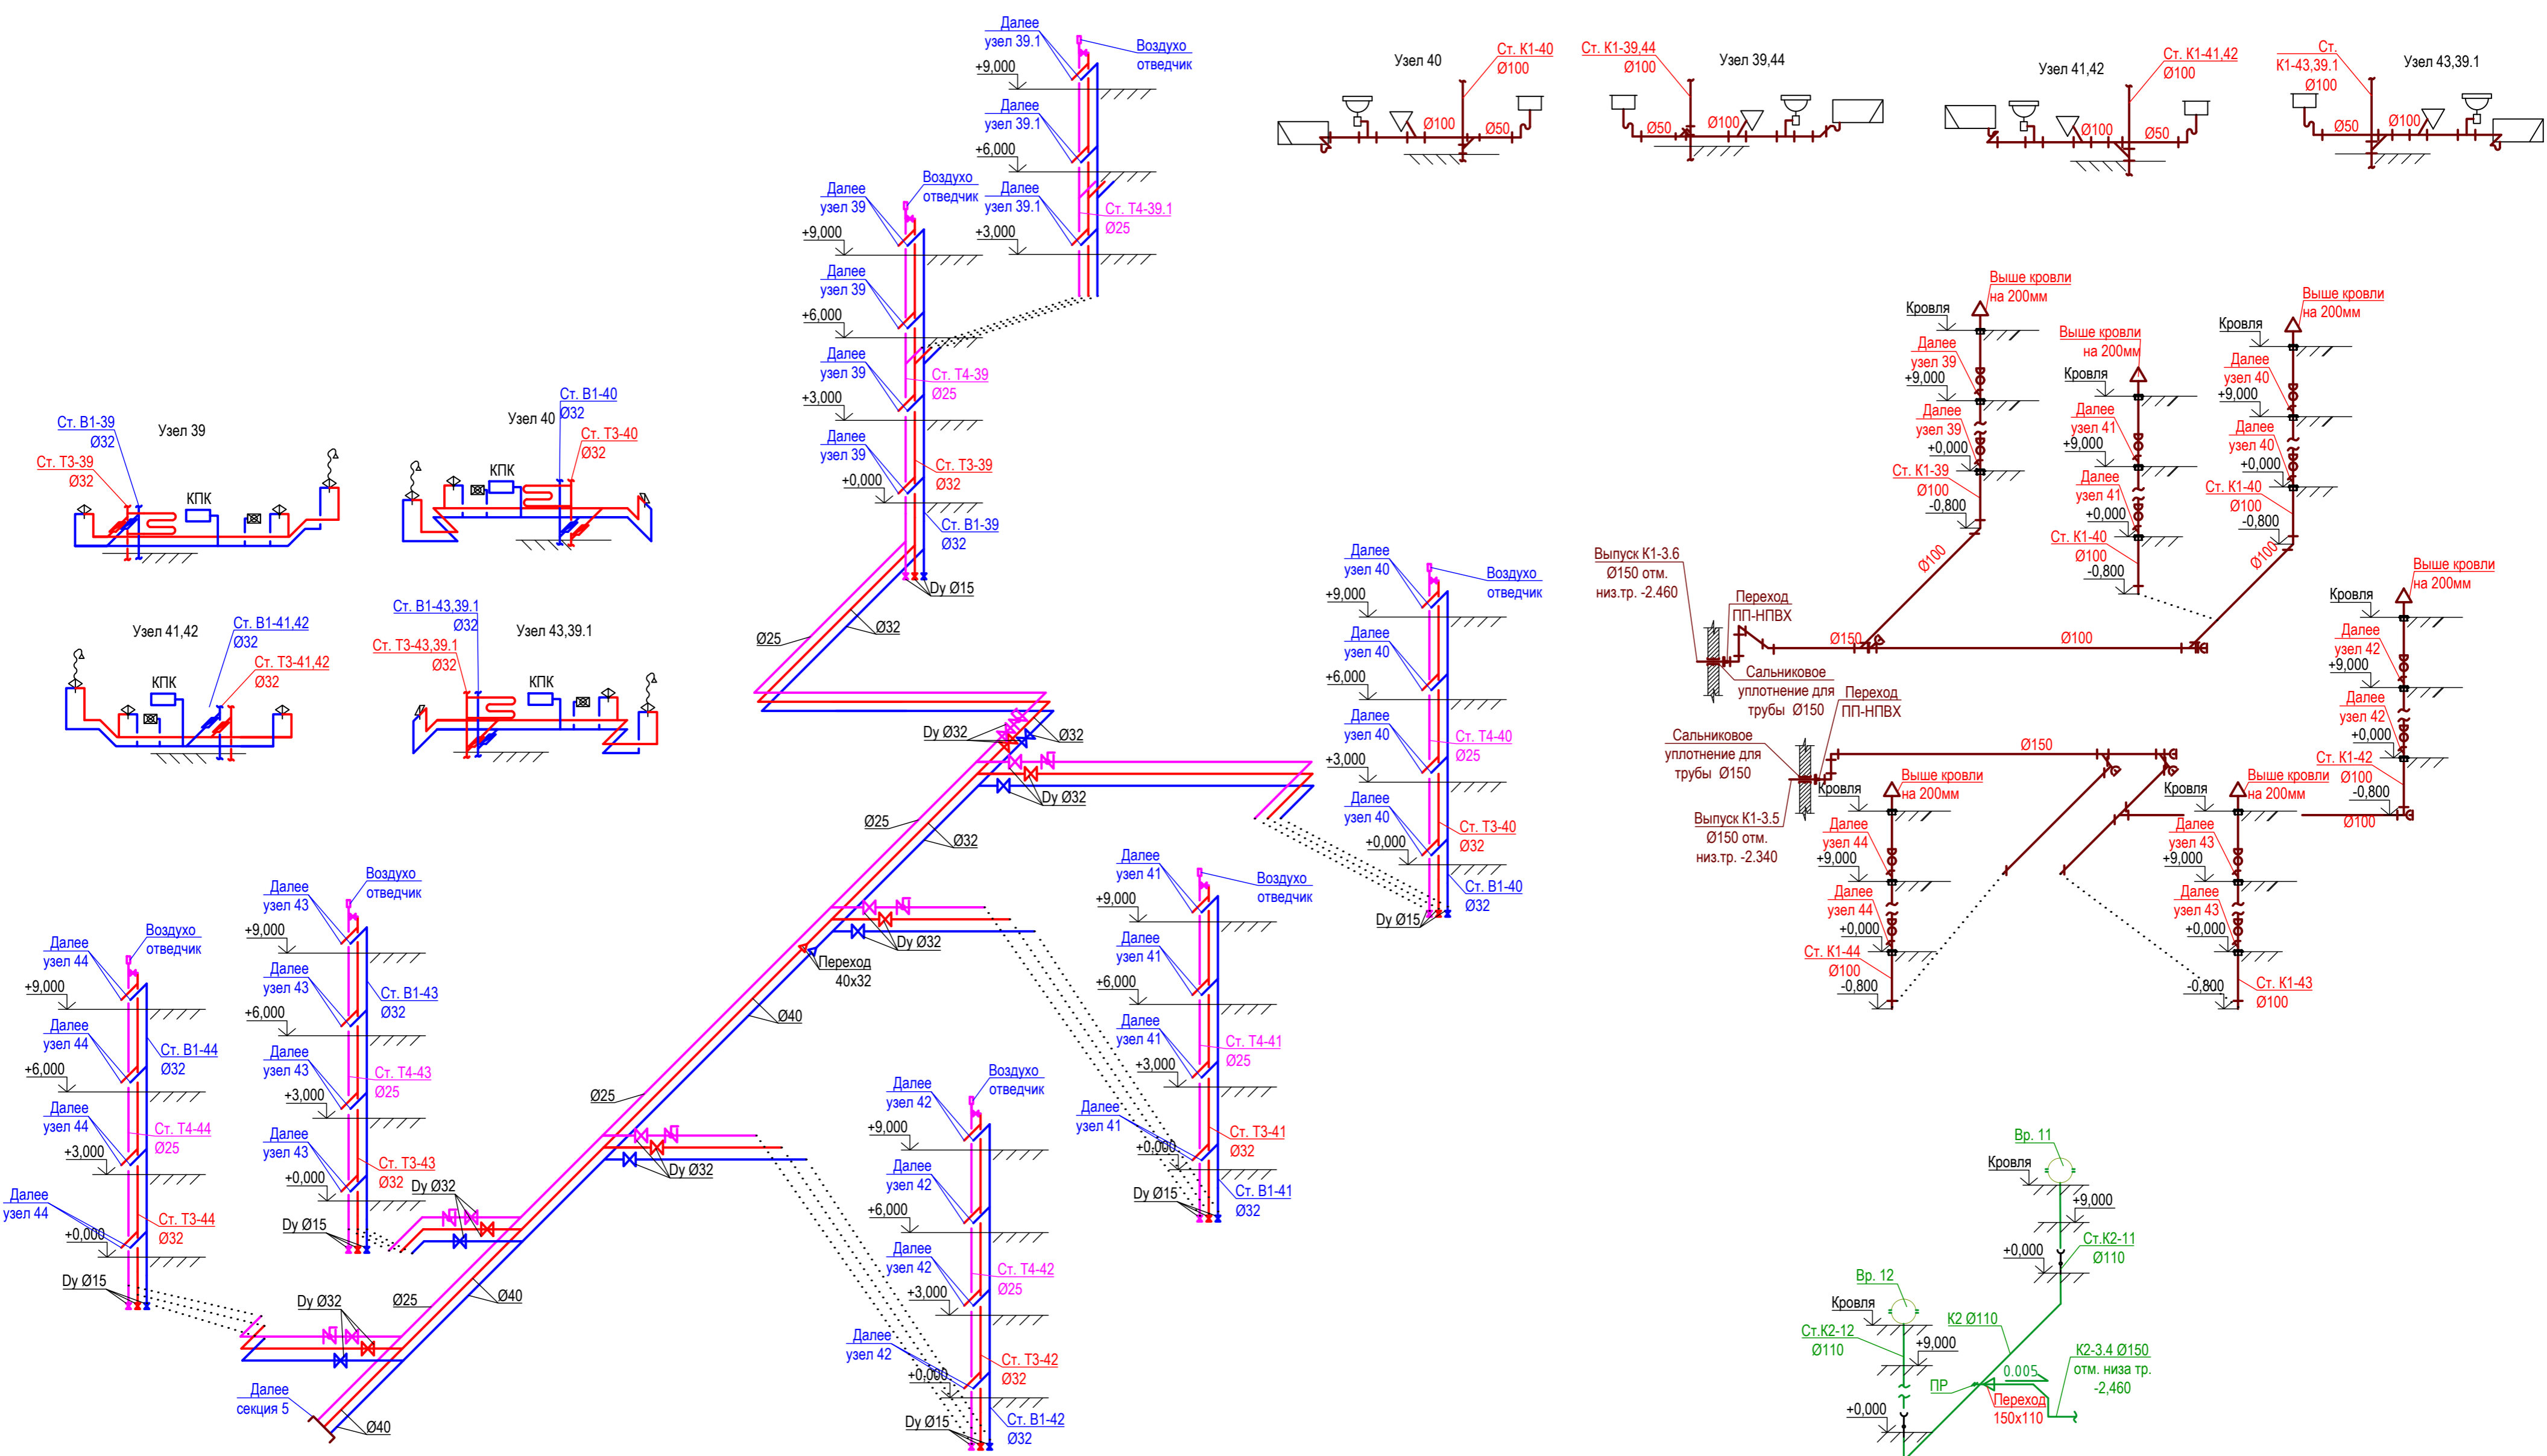 Далее
узел 39.1
Воздухо
отведчик
+9,000
Далее
узел 39.1
+6,000
Далее
узел 39.1
Ст. Т4-39.1
Ø25
+3,000
Далее
узел 39
Воздухо
отведчик
+9,000
Далее
узел 39
+6,000
Далее
узел 39
Ст. Т4-39
Ø25
+3,000
Далее
узел 39
Ст. Т3-39
Ø32
+0,000
Ст. В1-39
Ø32
Dy Ø15
Ø25
Ø32
Узел 39
Ст. В1-39
Ø32
Ст. Т3-39
Ø32
КПК
Узел 40
Ст. В1-40
Ø32
Ст. Т3-40
Ø32
КПК
Узел 41,42
Ст. В1-41,42
Ø32
Ст. Т3-41,42
Ø32
КПК
Узел 43,39.1
Ст. В1-43,39.1
Ø32
Ст. Т3-43,39.1
Ø32
КПК
Dy Ø32
Ø32
Dy Ø32
Далее
узел 40
Воздухо
отведчик
+9,000
Далее
узел 40
+6,000
Далее
узел 40
Ст. Т4-40
Ø25
+3,000
Далее
узел 40
Ст. Т3-40
Ø32
+0,000
Ст. В1-40
Ø32
Dy Ø15
Ø25
Ø32
Dy Ø32
Переход
40х32
Ø40
Ø25
Далее
узел 41
Воздухо
отведчик
+9,000
Далее
узел 41
+6,000
Далее
узел 41
Ст. Т4-41
Ø25
+3,000
Далее
узел 41
Ст. Т3-41
Ø32
+0,000
Ст. В1-41
Ø32
Dy Ø15
Dy Ø32
Далее
узел 42
Воздухо
отведчик
+9,000
Далее
узел 42
+6,000
Далее
узел 42
Ст. Т4-42
Ø25
+3,000
Далее
узел 42
Ст. Т3-42
Ø32
+0,000
Ст. В1-42
Ø32
Dy Ø15
Далее
узел 43
Воздухо
отведчик
+9,000
Далее
узел 43
Ст. В1-43
Ø32
+6,000
Далее
узел 43
Ст. Т4-43
Ø25
+3,000
Далее
узел 43
Ст. Т3-43
Ø32
+0,000
Dy Ø32
Dy Ø15
Далее
узел 44
Воздухо
отведчик
+9,000
Далее
узел 44
Ст. В1-44
Ø32
+6,000
Далее
узел 44
Ст. Т4-44
Ø25
+3,000
Далее
узел 44
Ст. Т3-44
Ø32
+0,000
Dy Ø15
Dy Ø32
Ø25
Ø40
Далее
секция 5
Ø40
Узел 40
Ст. К1-40
Ø100
Ø100
Ø50
Ст. К1-39,44
Ø100
Узел 39,44
Ø50
Ø100
Узел 41,42
Ст. К1-41,42
Ø100
Ø100
Ø50
Ст.
К1-43,39.1
Ø100
Узел 43,39.1
Ø50
Ø100
Выше кровли
на 200мм
Кровля
Далее
узел 39
+9,000
Далее
узел 39
+0,000
Ст. К1-39
Ø100
-0,800
Ø100
Выше кровли
на 200мм
Кровля
Далее
узел 41
+9,000
Далее
узел 41
+0,000
Ст. К1-40
Ø100
-0,800
Выше кровли
на 200мм
Кровля
Далее
узел 40
+9,000
Далее
узел 40
+0,000
Ст. К1-40
Ø100
-0,800
Ø100
Выпуск К1-3.6
Ø150 отм.
низ.тр. -2.460
Переход
ПП-НПВХ
Ø150
Ø100
Сальниковое
уплотнение для
трубы Ø150
Переход
ПП-НПВХ
Сальниковое
уплотнение для
трубы Ø150
Ø150
Выпуск К1-3.5
Ø150 отм.
низ.тр. -2.340
Выше кровли
на 200мм
Кровля
Далее
узел 42
+9,000
Далее
узел 42
+0,000
Ст. К1-42
Ø100
-0,800
Ø100
Выше кровли
на 200мм
Кровля
Далее
узел 44
+9,000
Далее
узел 44
+0,000
Ст. К1-44
Ø100
-0,800
Выше кровли
на 200мм
Кровля
Далее
узел 43
+9,000
Далее
узел 43
+0,000
Ст. К1-43
Ø100
-0,800
Вр. 11
Кровля
+9,000
Ст.К2-11
Ø110
+0,000
Вр. 12
Кровля
Ст.К2-12
Ø110
+9,000
К2 Ø110
К2-3.4 Ø150
отм. низа тр.
-2,460
0.005
ПР
Переход
150х110
+0,000